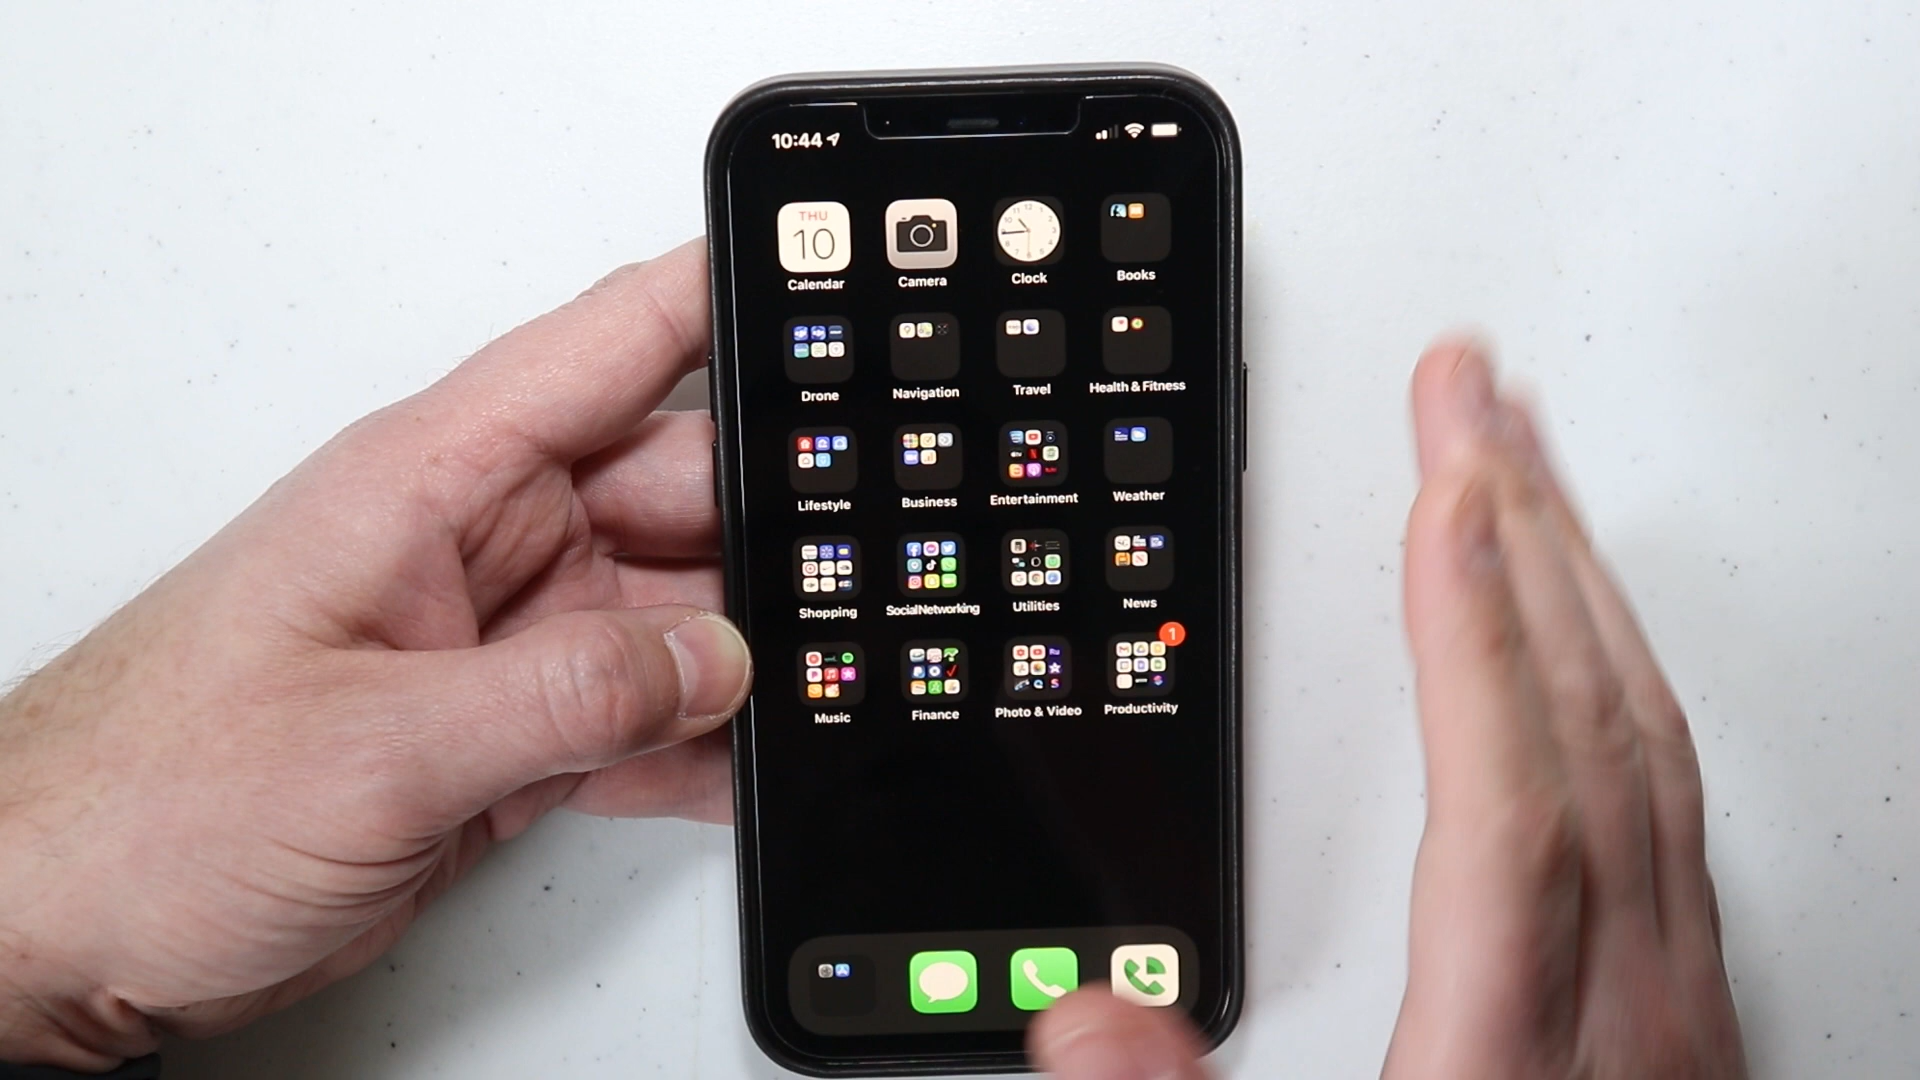 10:44
THU
10
Calendar
Camera
Clock
Books
Drone
Navigation
Travel
Health & Fitness
Lifestyle
Business
Entertainment
Weather
Shopping
SocialNetworking
Utilities
News
1
Music
Finance
Photo & Video
Productivity